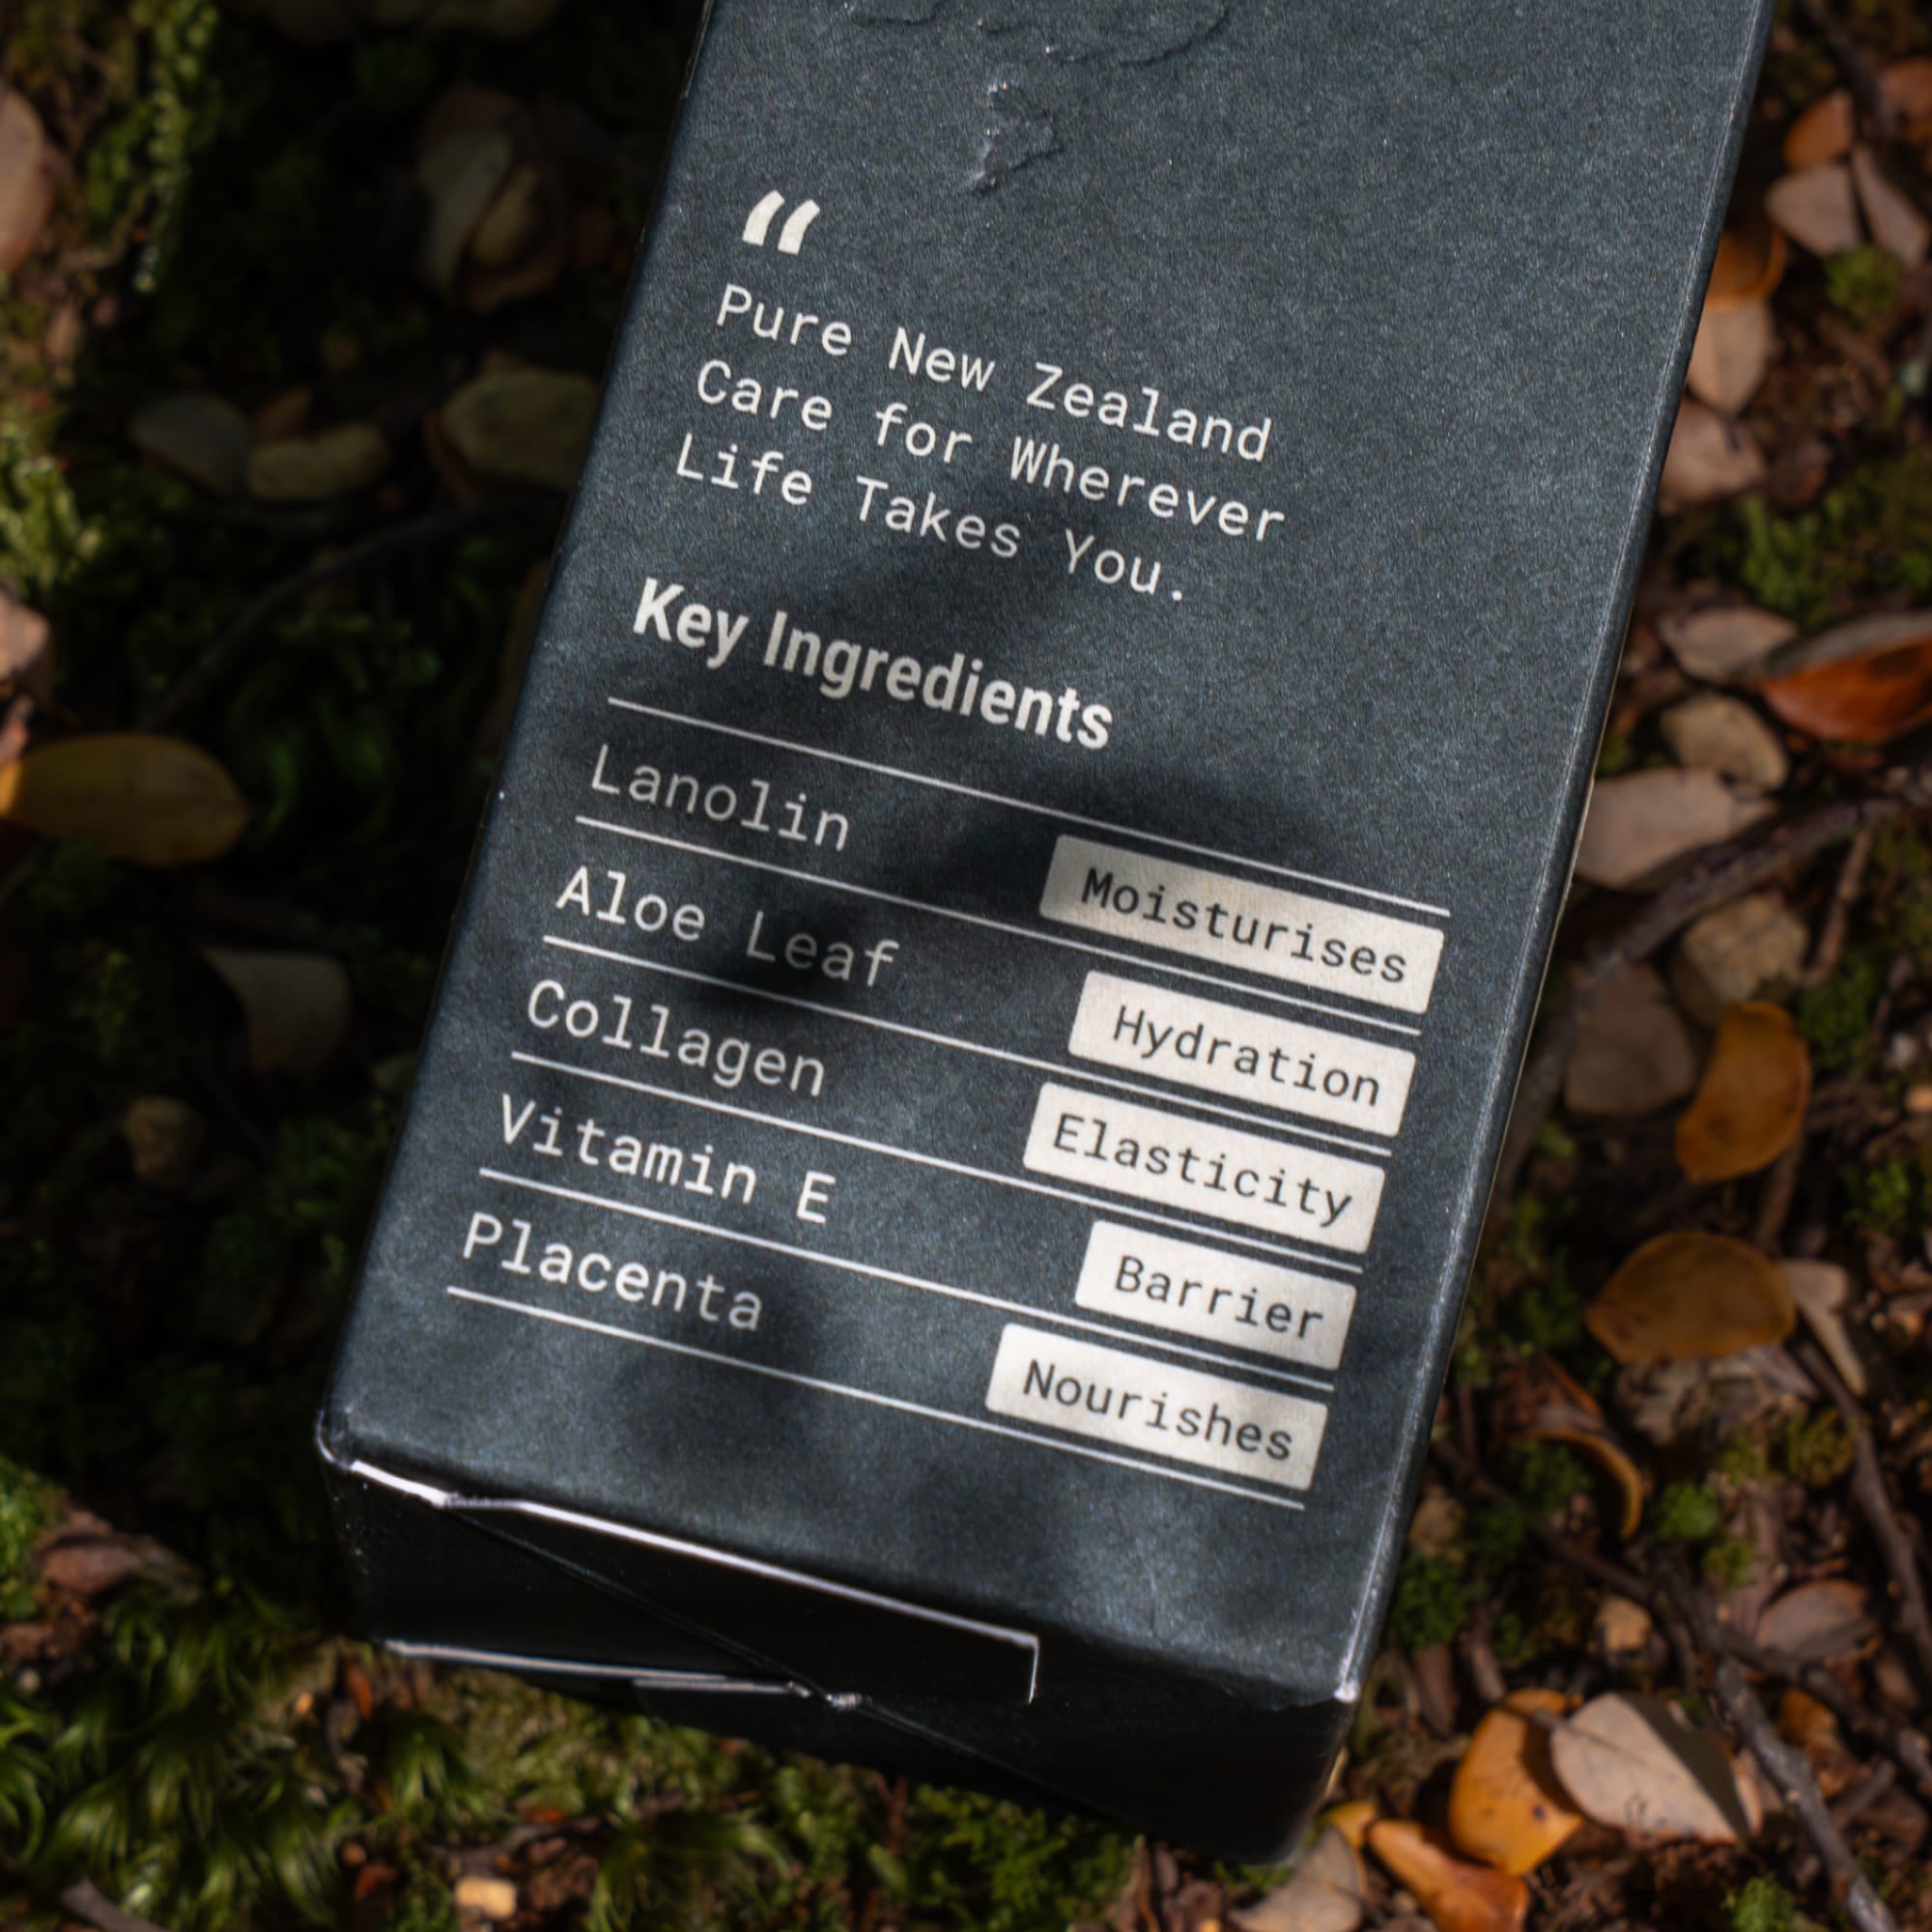 “
Pure New Zealand
Care for Wherever
Life Takes You.
Key Ingredients
Lanolin Moisturises
Aloe Leaf Hydration
Collagen Elasticity
Vitamin E Barrier
Placenta Nourishes